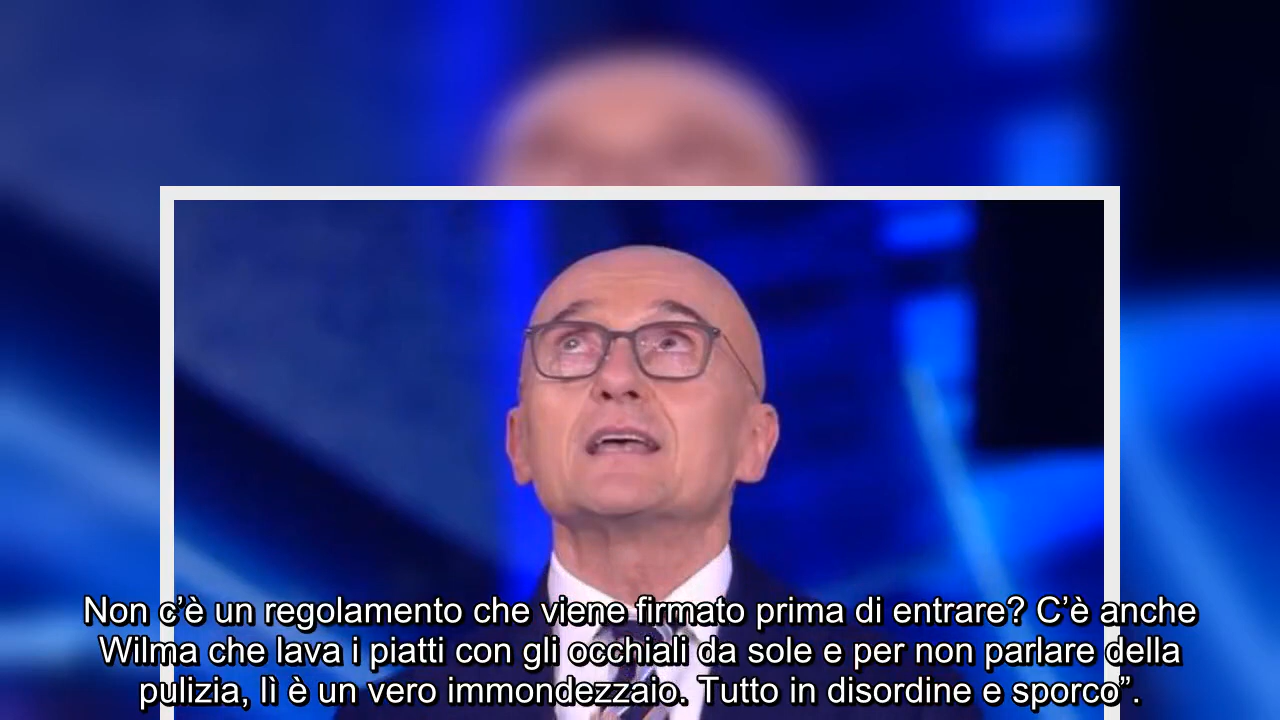 Non c’è un regolamento che viene firmato prima di entrare? C’è anche
Wilma che lava i piatti con gli occhiali da sole e per non parlare della
pulizia, lì è un vero immondezzaio. Tutto in disordine e sporco”.